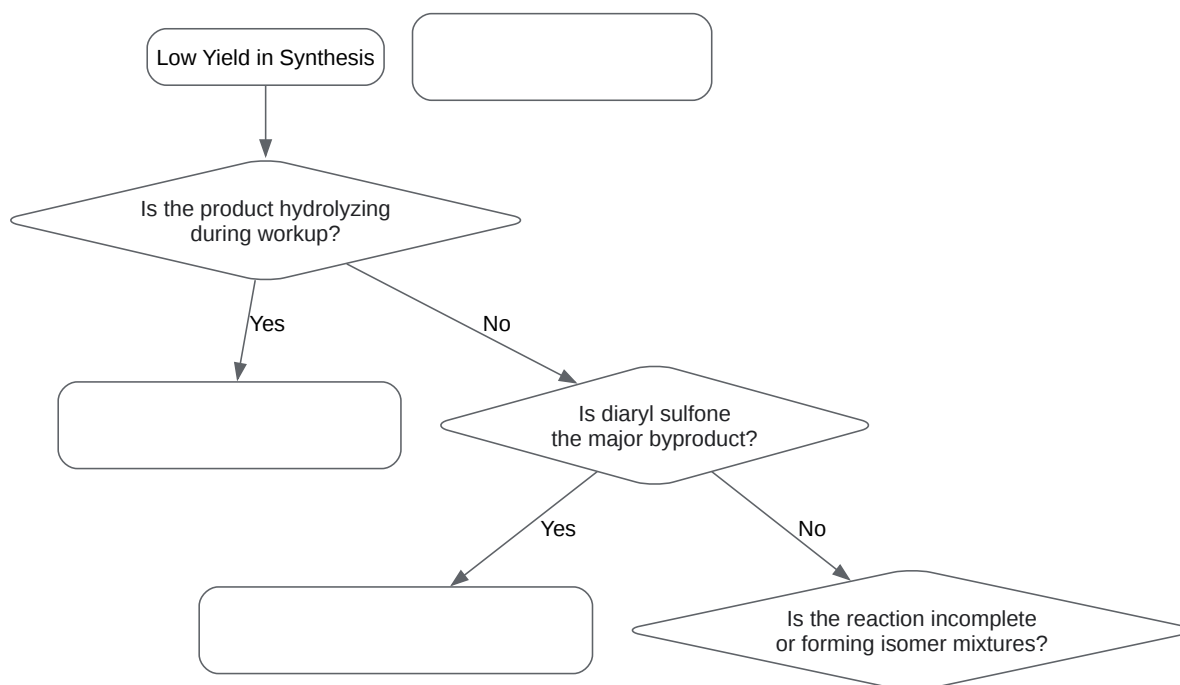 Low Yield in Synthesis
Is the product hydrolyzing
during workup?
Yes
No
Is diaryl sulfone
the major byproduct?
Yes
No
Is the reaction incomplete
or forming isomer mixtures?